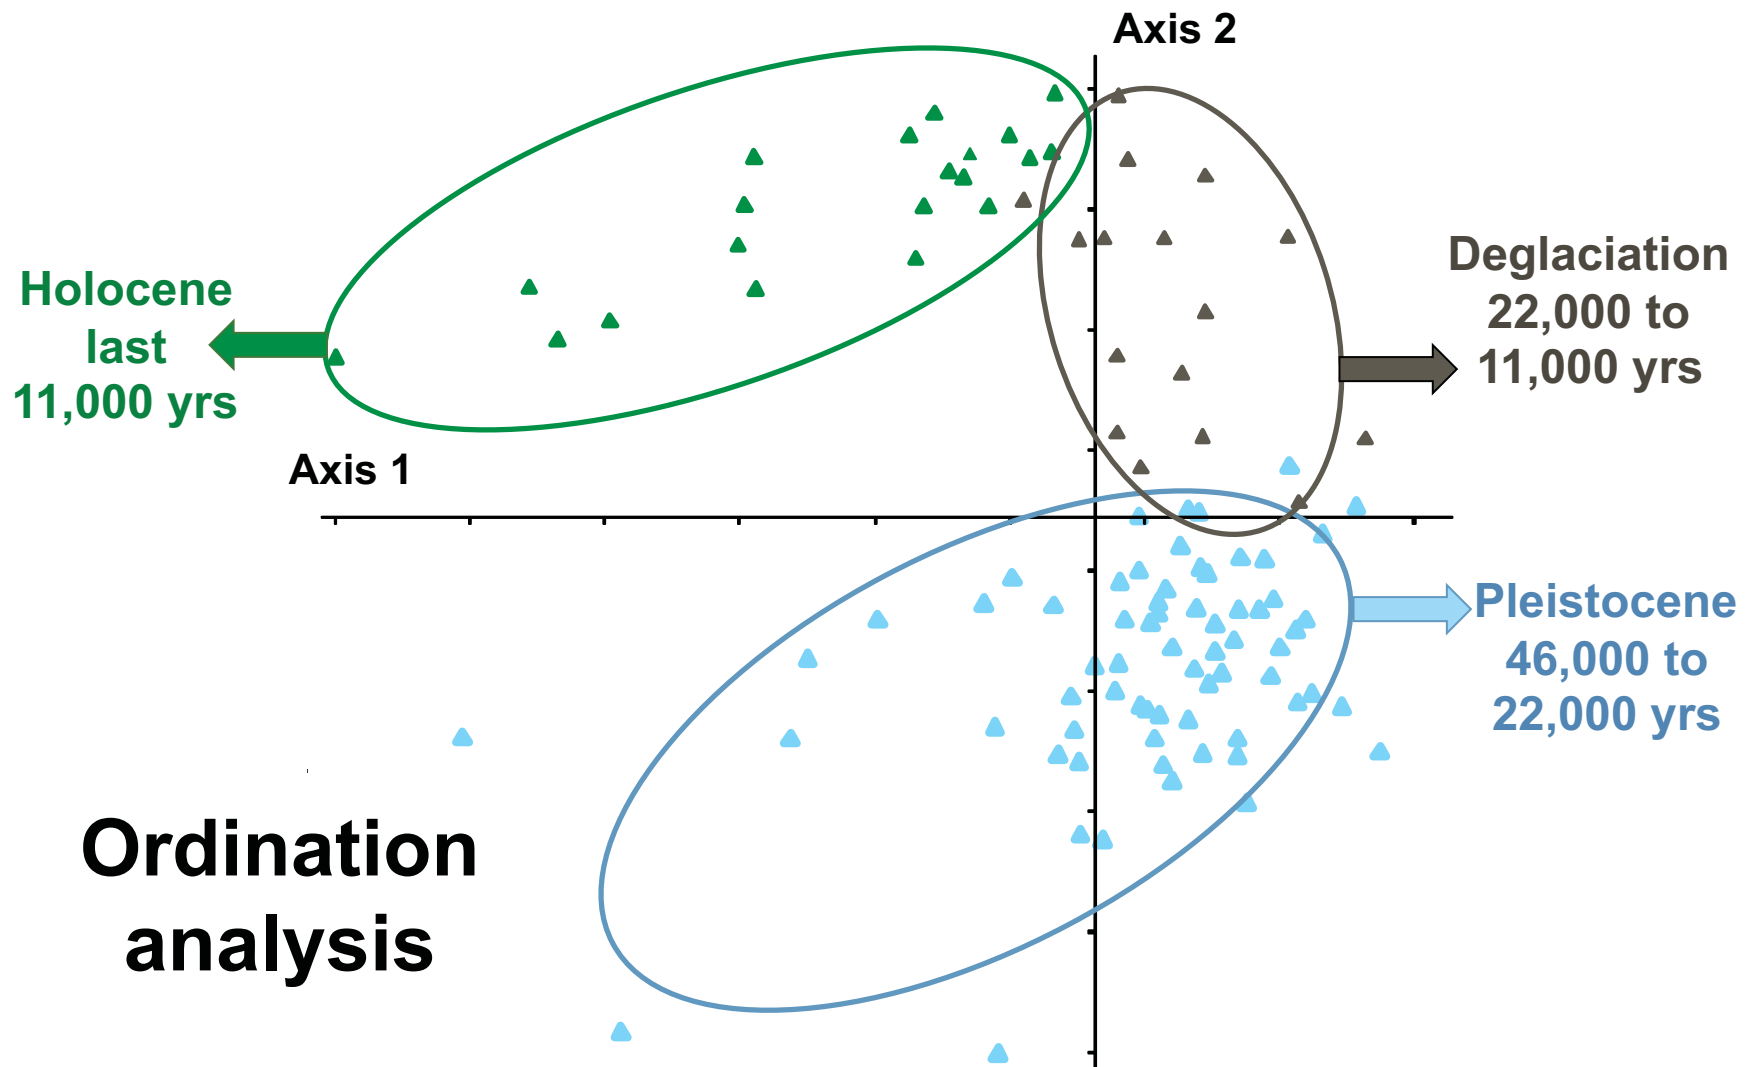 Axis 2
Holocene
last
11,000 yrs
Deglaciation
22,000 to
11,000 yrs
Axis 1
Pleistocene
46,000 to
22,000 yrs
Ordination
analysis